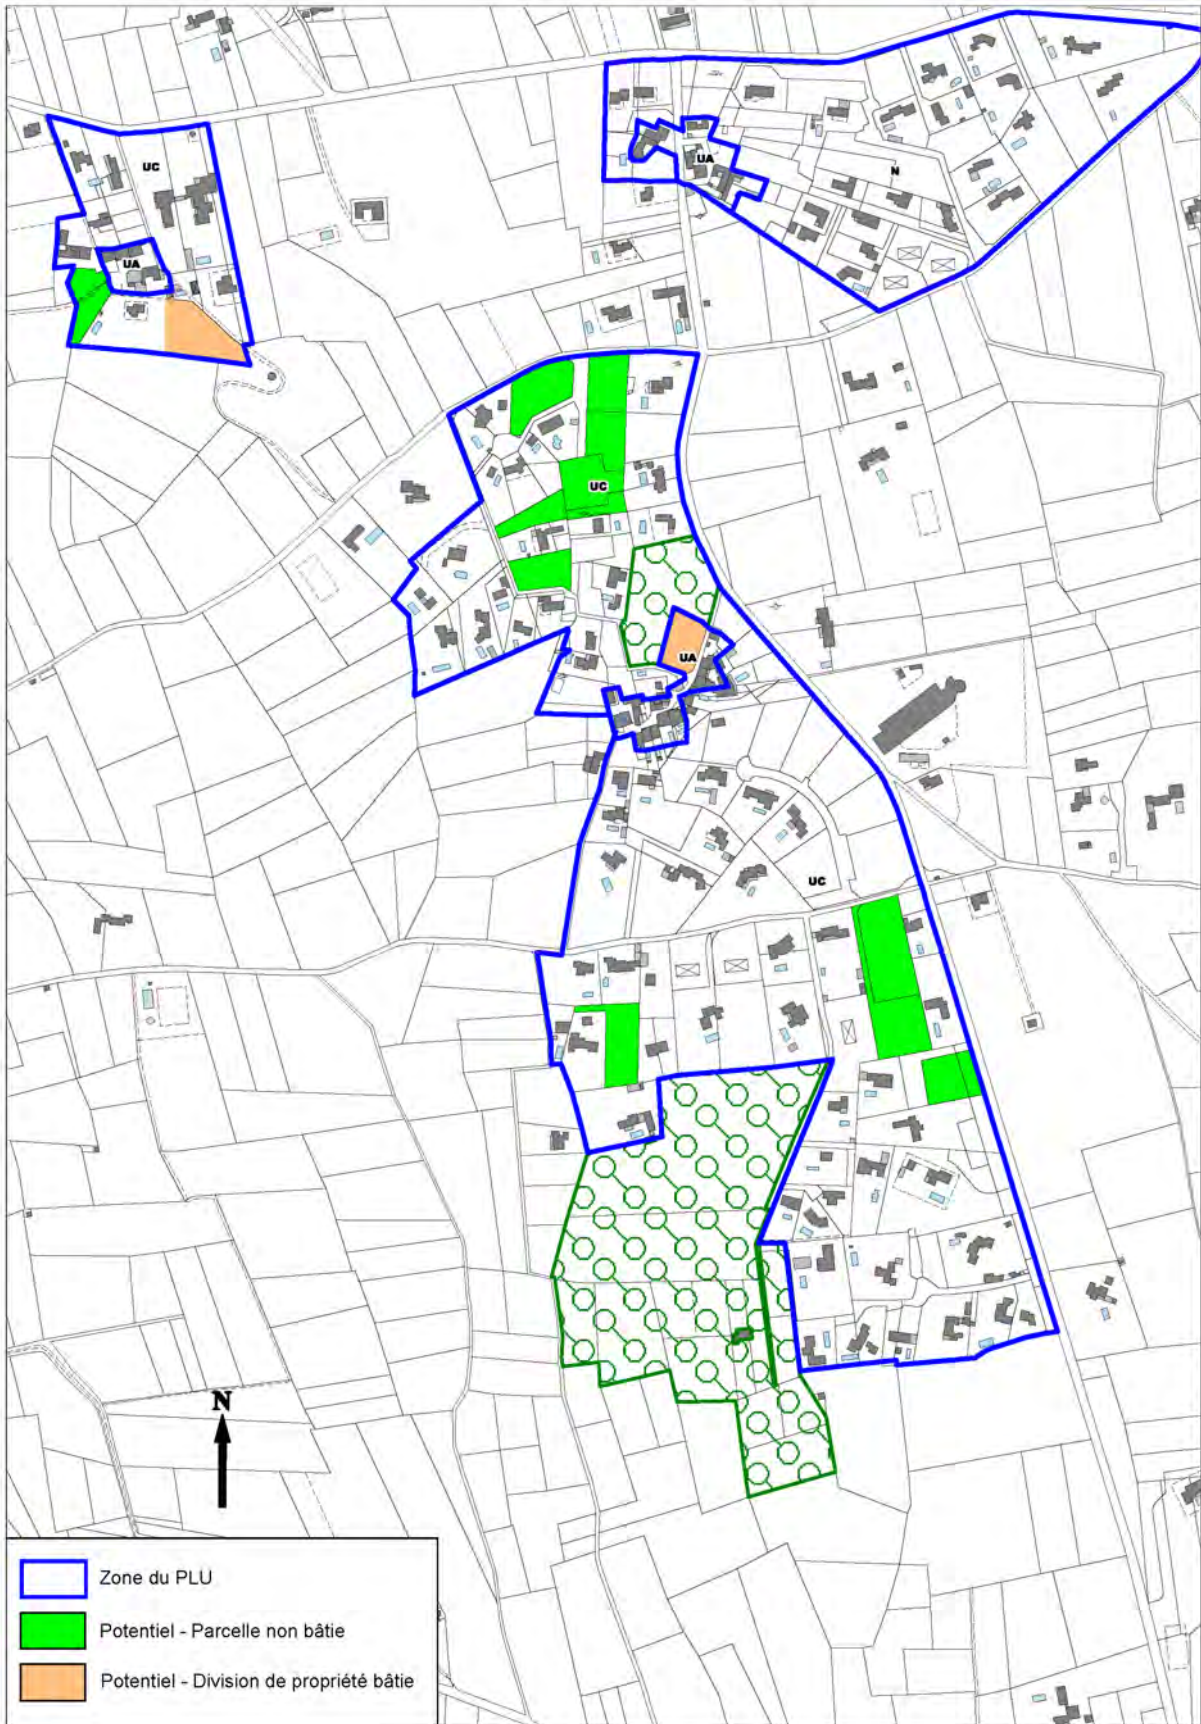 UC
UA
N
UA
UC
UA
UC
N
Zone du PLU
Potentiel - Parcelle non bâtie
Potentiel - Division de propriété bâtie